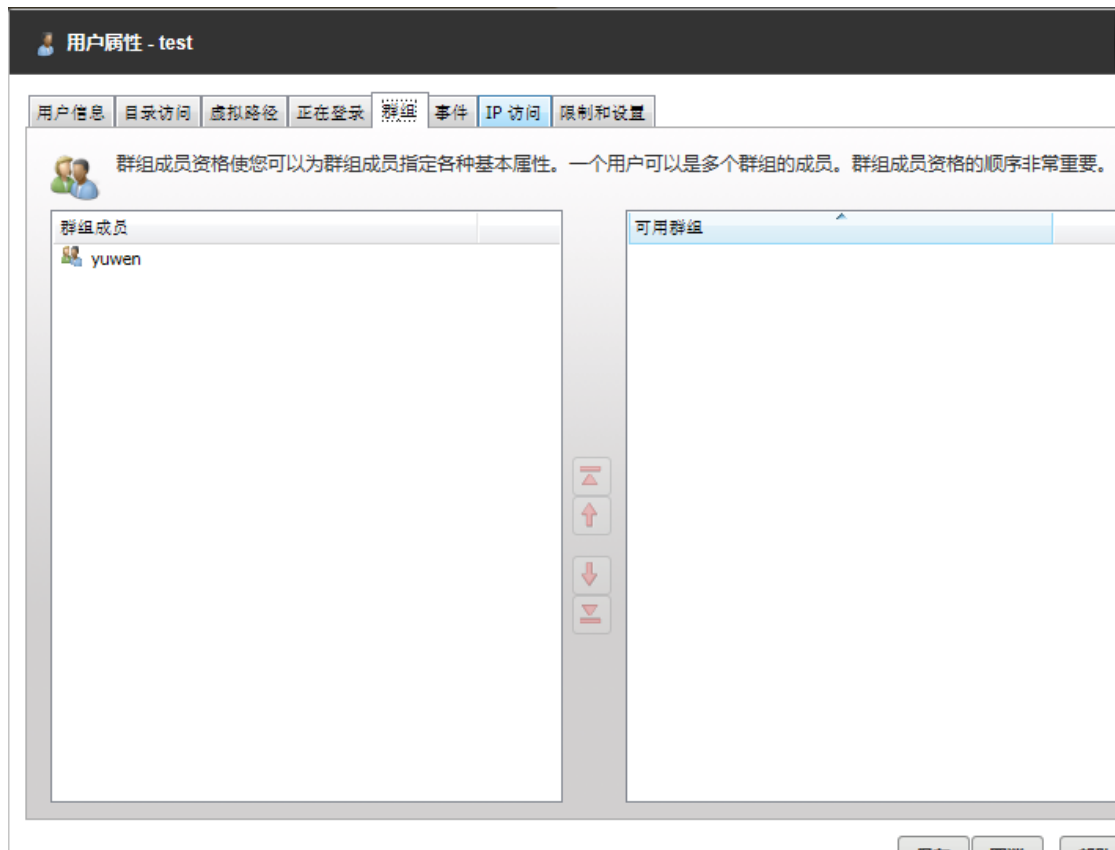 用户属性 - test
用户信息 目录访问 虚拟路径 正在登录 群组 事件 IP 访问 限制和设置
群组成员资格使您可以为群组成员指定各种基本属性。一个用户可以是多个群组的成员。群组成员资格的顺序非常重要。
群组成员
可用群组
yuwen